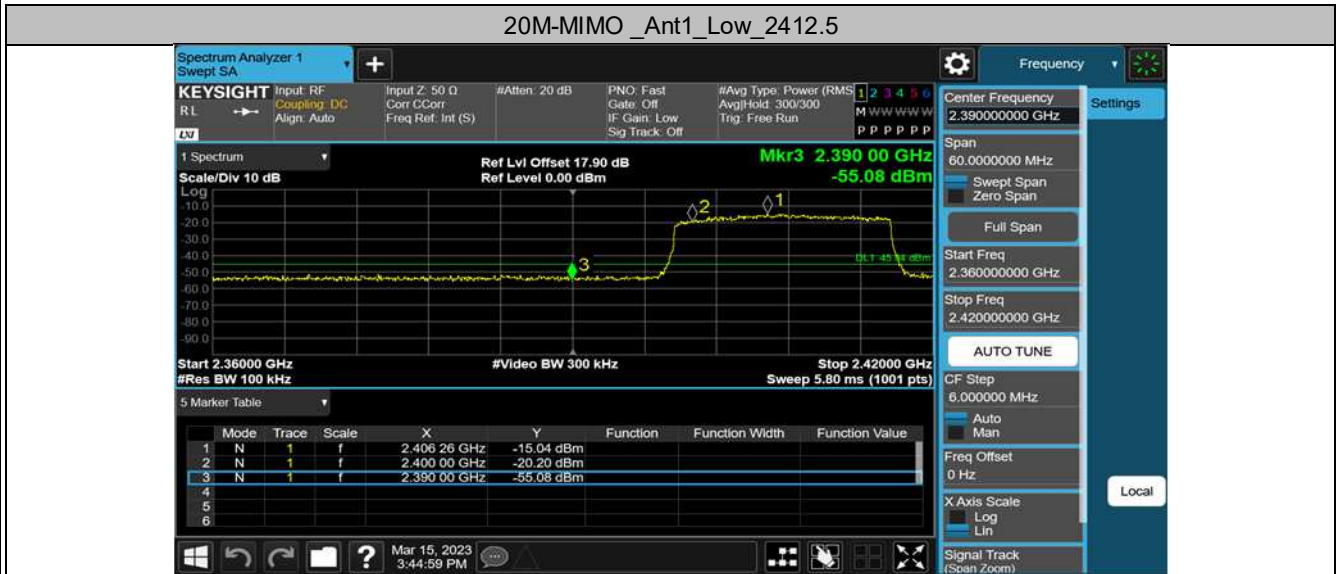 20M-MIMO _Ant1_Low_2412.5
Spectrum Analyzer 1
Swept SA
+
Frequency
KEYSIGHT
RL
LXI
Input: RF
Coupling: DC
Align: Auto
Input Z: 50 Ω
Corr CCorr
Freq Ref: Int (S)
#Atten: 20 dB
PNO: Fast
Gate: Off
IF Gain: Low
Sig Track: Off
#Avg Type: Power (RMS
Avg|Hold: 300/300
Trig: Free Run
1 2 3 4 5 6
M W W W W W
P P P P P P
Center Frequency
2.390000000 GHz
Settings
Span
60.0000000 MHz
Swept Span
Zero Span
Full Span
Start Freq
2.360000000 GHz
Stop Freq
2.420000000 GHz
AUTO TUNE
CF Step
6.000000 MHz
Auto
Man
Freq Offset
0 Hz
X Axis Scale
Log
Lin
Signal Track
(Span Zoom)
Local
1 Spectrum
Scale/Div 10 dB
Ref Lvl Offset 17.90 dB
Ref Level 0.00 dBm
Mkr3 2.390 00 GHz
-55.08 dBm
Log
-10.0
-20.0
-30.0
-40.0
-50.0
-60.0
-70.0
-80.0
-90.0
2
1
3
DL1
dBm
Start 2.36000 GHz
#Res BW 100 kHz
#Video BW 300 kHz
Stop 2.42000 GHz
Sweep 5.80 ms (1001 pts)
5 Marker Table
Mode Trace Scale X Y Function Function Width Function Value
1 N 1 f 2.406 26 GHz -15.04 dBm
2 N 1 f 2.400 00 GHz -20.20 dBm
3 N 1 f 2.390 00 GHz -55.08 dBm
4
5
6
?
Mar 15, 2023
3:44:59 PM